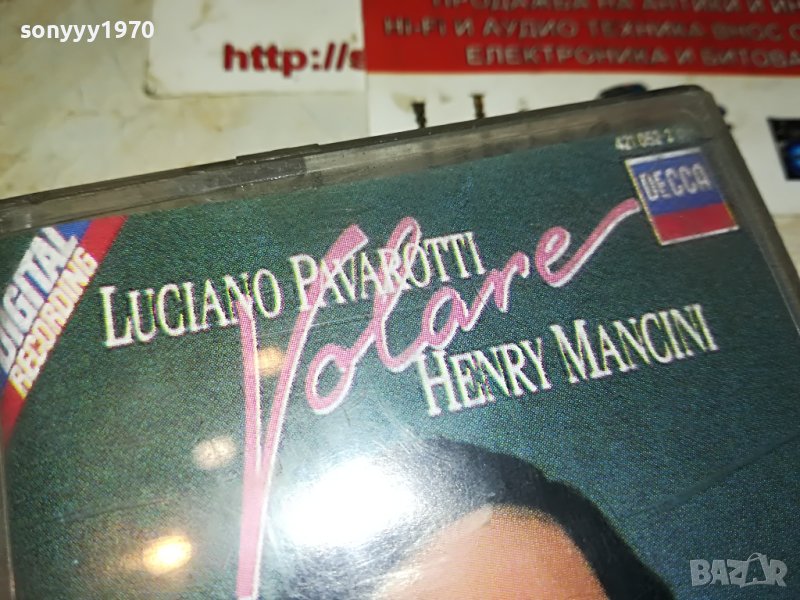 sonyyy1970
ПРОДАЖБА НА АНТИКИ И
HI-FI И АУДИО ТЕХНИКА ВНОС
ЕЛЕКТРОНИКА И БИТОВА
http://s
421 052 2
DECCA
DIGITAL
RECORDING
LUCIANO PAVAROTTI
Volare
HENRY MANCINI
BAZAR